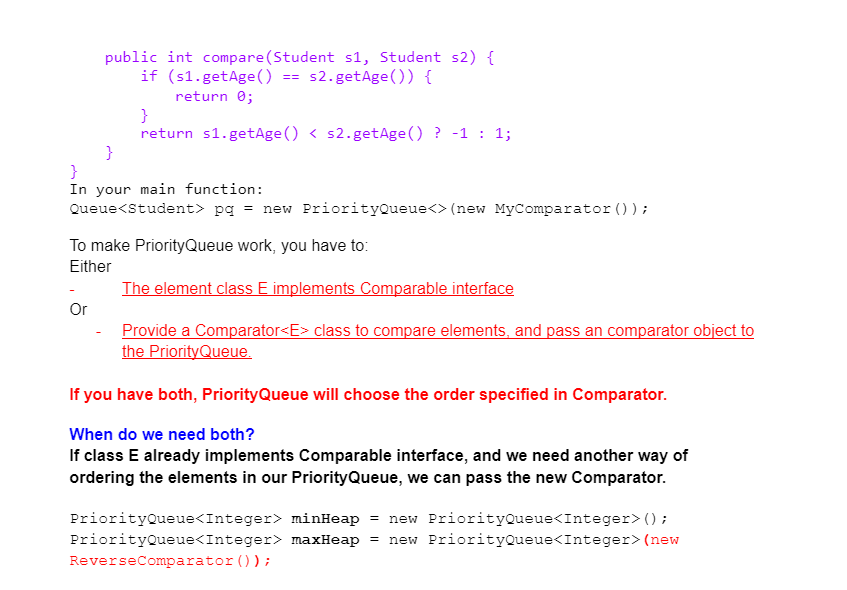 public int compare(Student s1, Student s2) {
if (s1.getAge() == s2.getAge()) {
return 0;
}
return s1.getAge() < s2.getAge() ? -1 : 1;
}
}
In your main function:
Queue<Student> pq = new PriorityQueue<>(new MyComparator());
To make PriorityQueue work, you have to:
Either
- The element class E implements Comparable interface
Or
- Provide a Comparator<E> class to compare elements, and pass an comparator object to
the PriorityQueue.
If you have both, PriorityQueue will choose the order specified in Comparator.
When do we need both?
If class E already implements Comparable interface, and we need another way of
ordering the elements in our PriorityQueue, we can pass the new Comparator.
PriorityQueue<Integer> minHeap = new PriorityQueue<Integer>();
PriorityQueue<Integer> maxHeap = new PriorityQueue<Integer>(new
ReverseComparator());